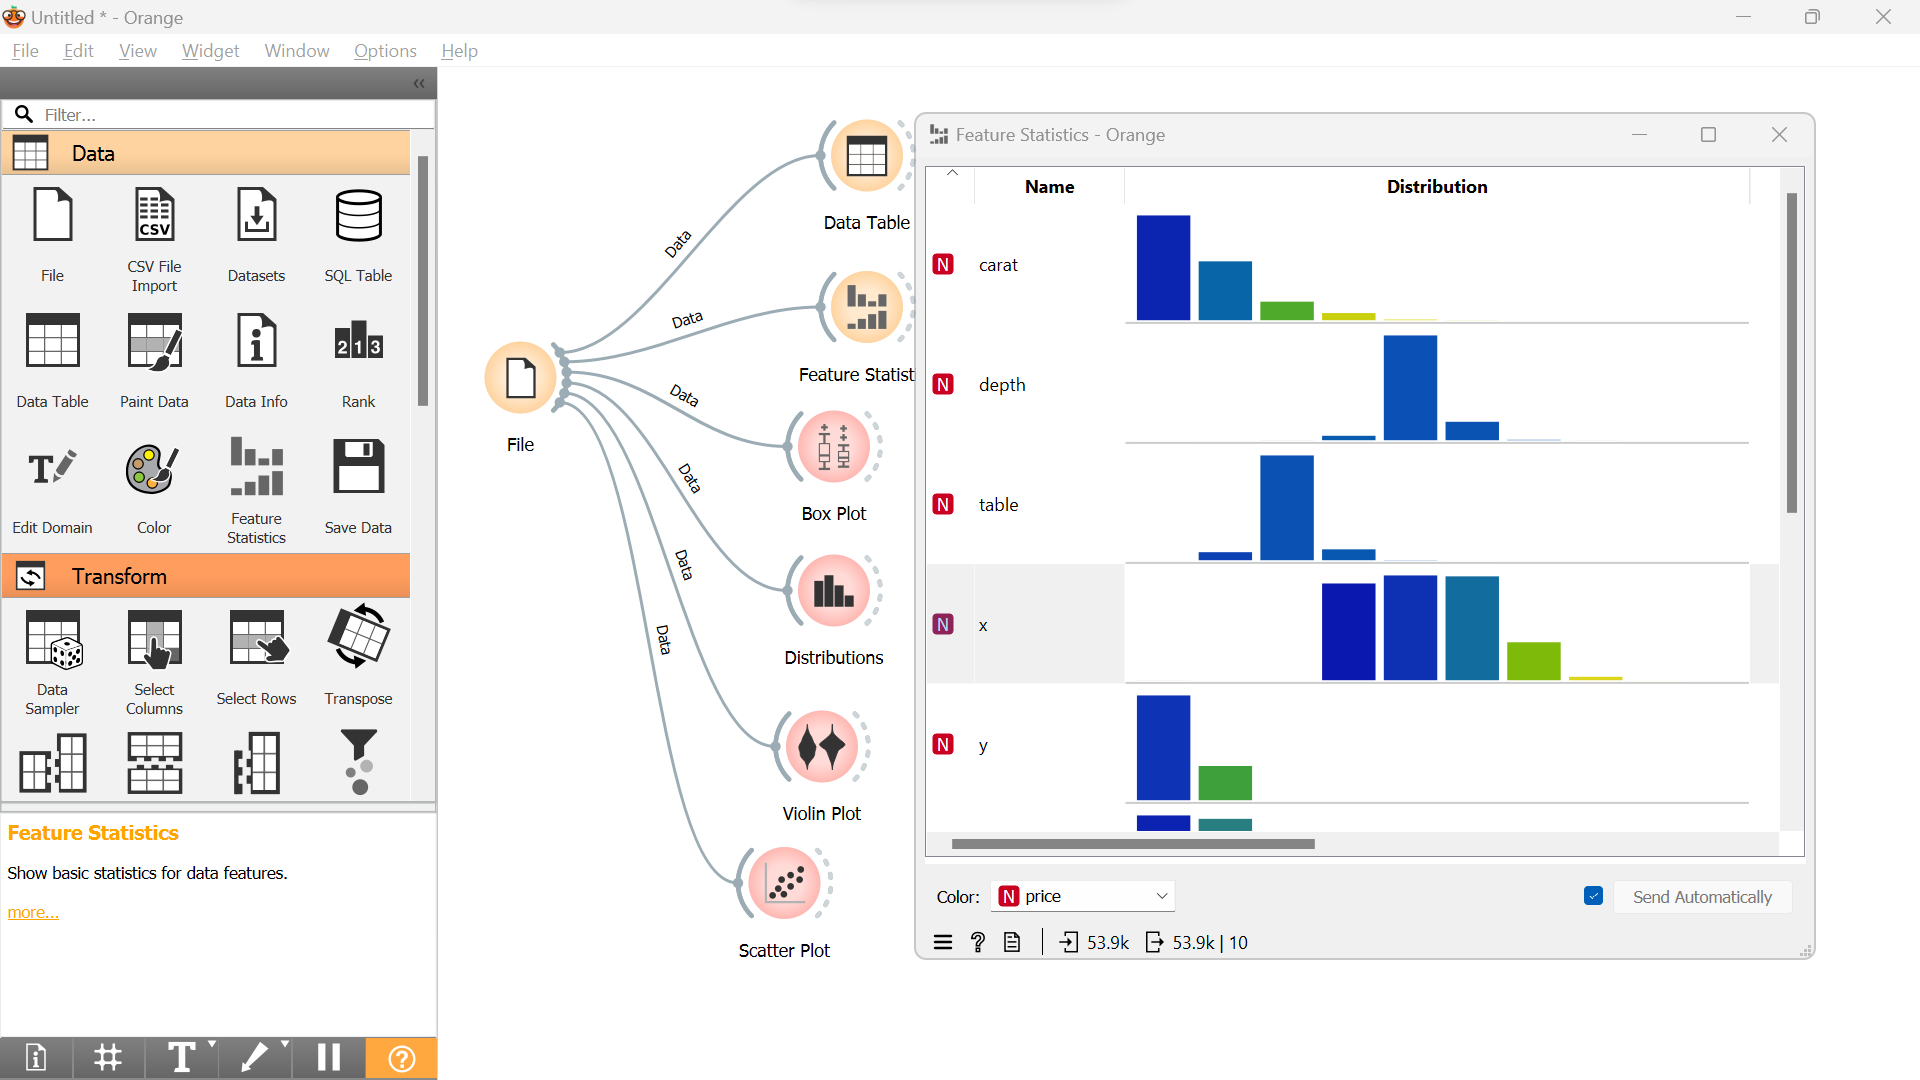 Untitled * - Orange
File Edit View Widget Window Options Help
Filter...
Data
File
CSV
CSV File
Import
Datasets
SQL Table
Data Table
Paint Data
Data Info
2 1 3
Rank
Edit Domain
Color
Feature
Statistics
Save Data
Transform
Data
Sampler
Select
Columns
Select Rows
Transpose
Feature Statistics
Show basic statistics for data features.
more...
File
Data
Data
Data
Data
Data
Data
Data Table
Feature Statist
Box Plot
Distributions
Violin Plot
Scatter Plot
Feature Statistics - Orange
Name Distribution
N carat
N depth
N table
N x
N y
Color: N price
Send Automatically
53.9k 53.9k | 10